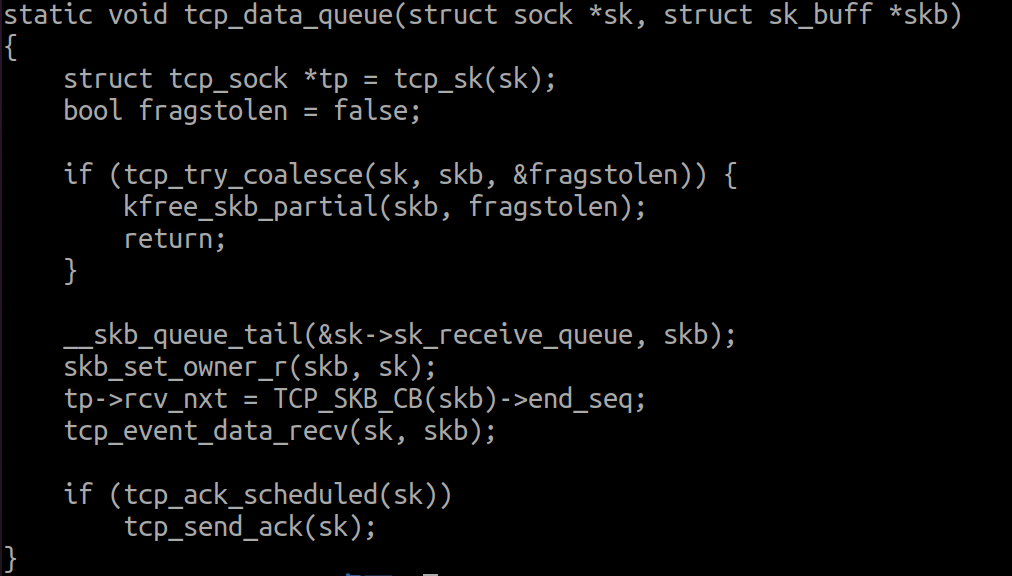 static void tcp_data_queue(struct sock *sk, struct sk_buff *skb)
{
    struct tcp_sock *tp = tcp_sk(sk);
    bool fragstolen = false;

    if (tcp_try_coalesce(sk, skb, &fragstolen)) {
        kfree_skb_partial(skb, fragstolen);
        return;
    }

    __skb_queue_tail(&sk->sk_receive_queue, skb);
    skb_set_owner_r(skb, sk);
    tp->rcv_nxt = TCP_SKB_CB(skb)->end_seq;
    tcp_event_data_recv(sk, skb);

    if (tcp_ack_scheduled(sk))
        tcp_send_ack(sk);
}